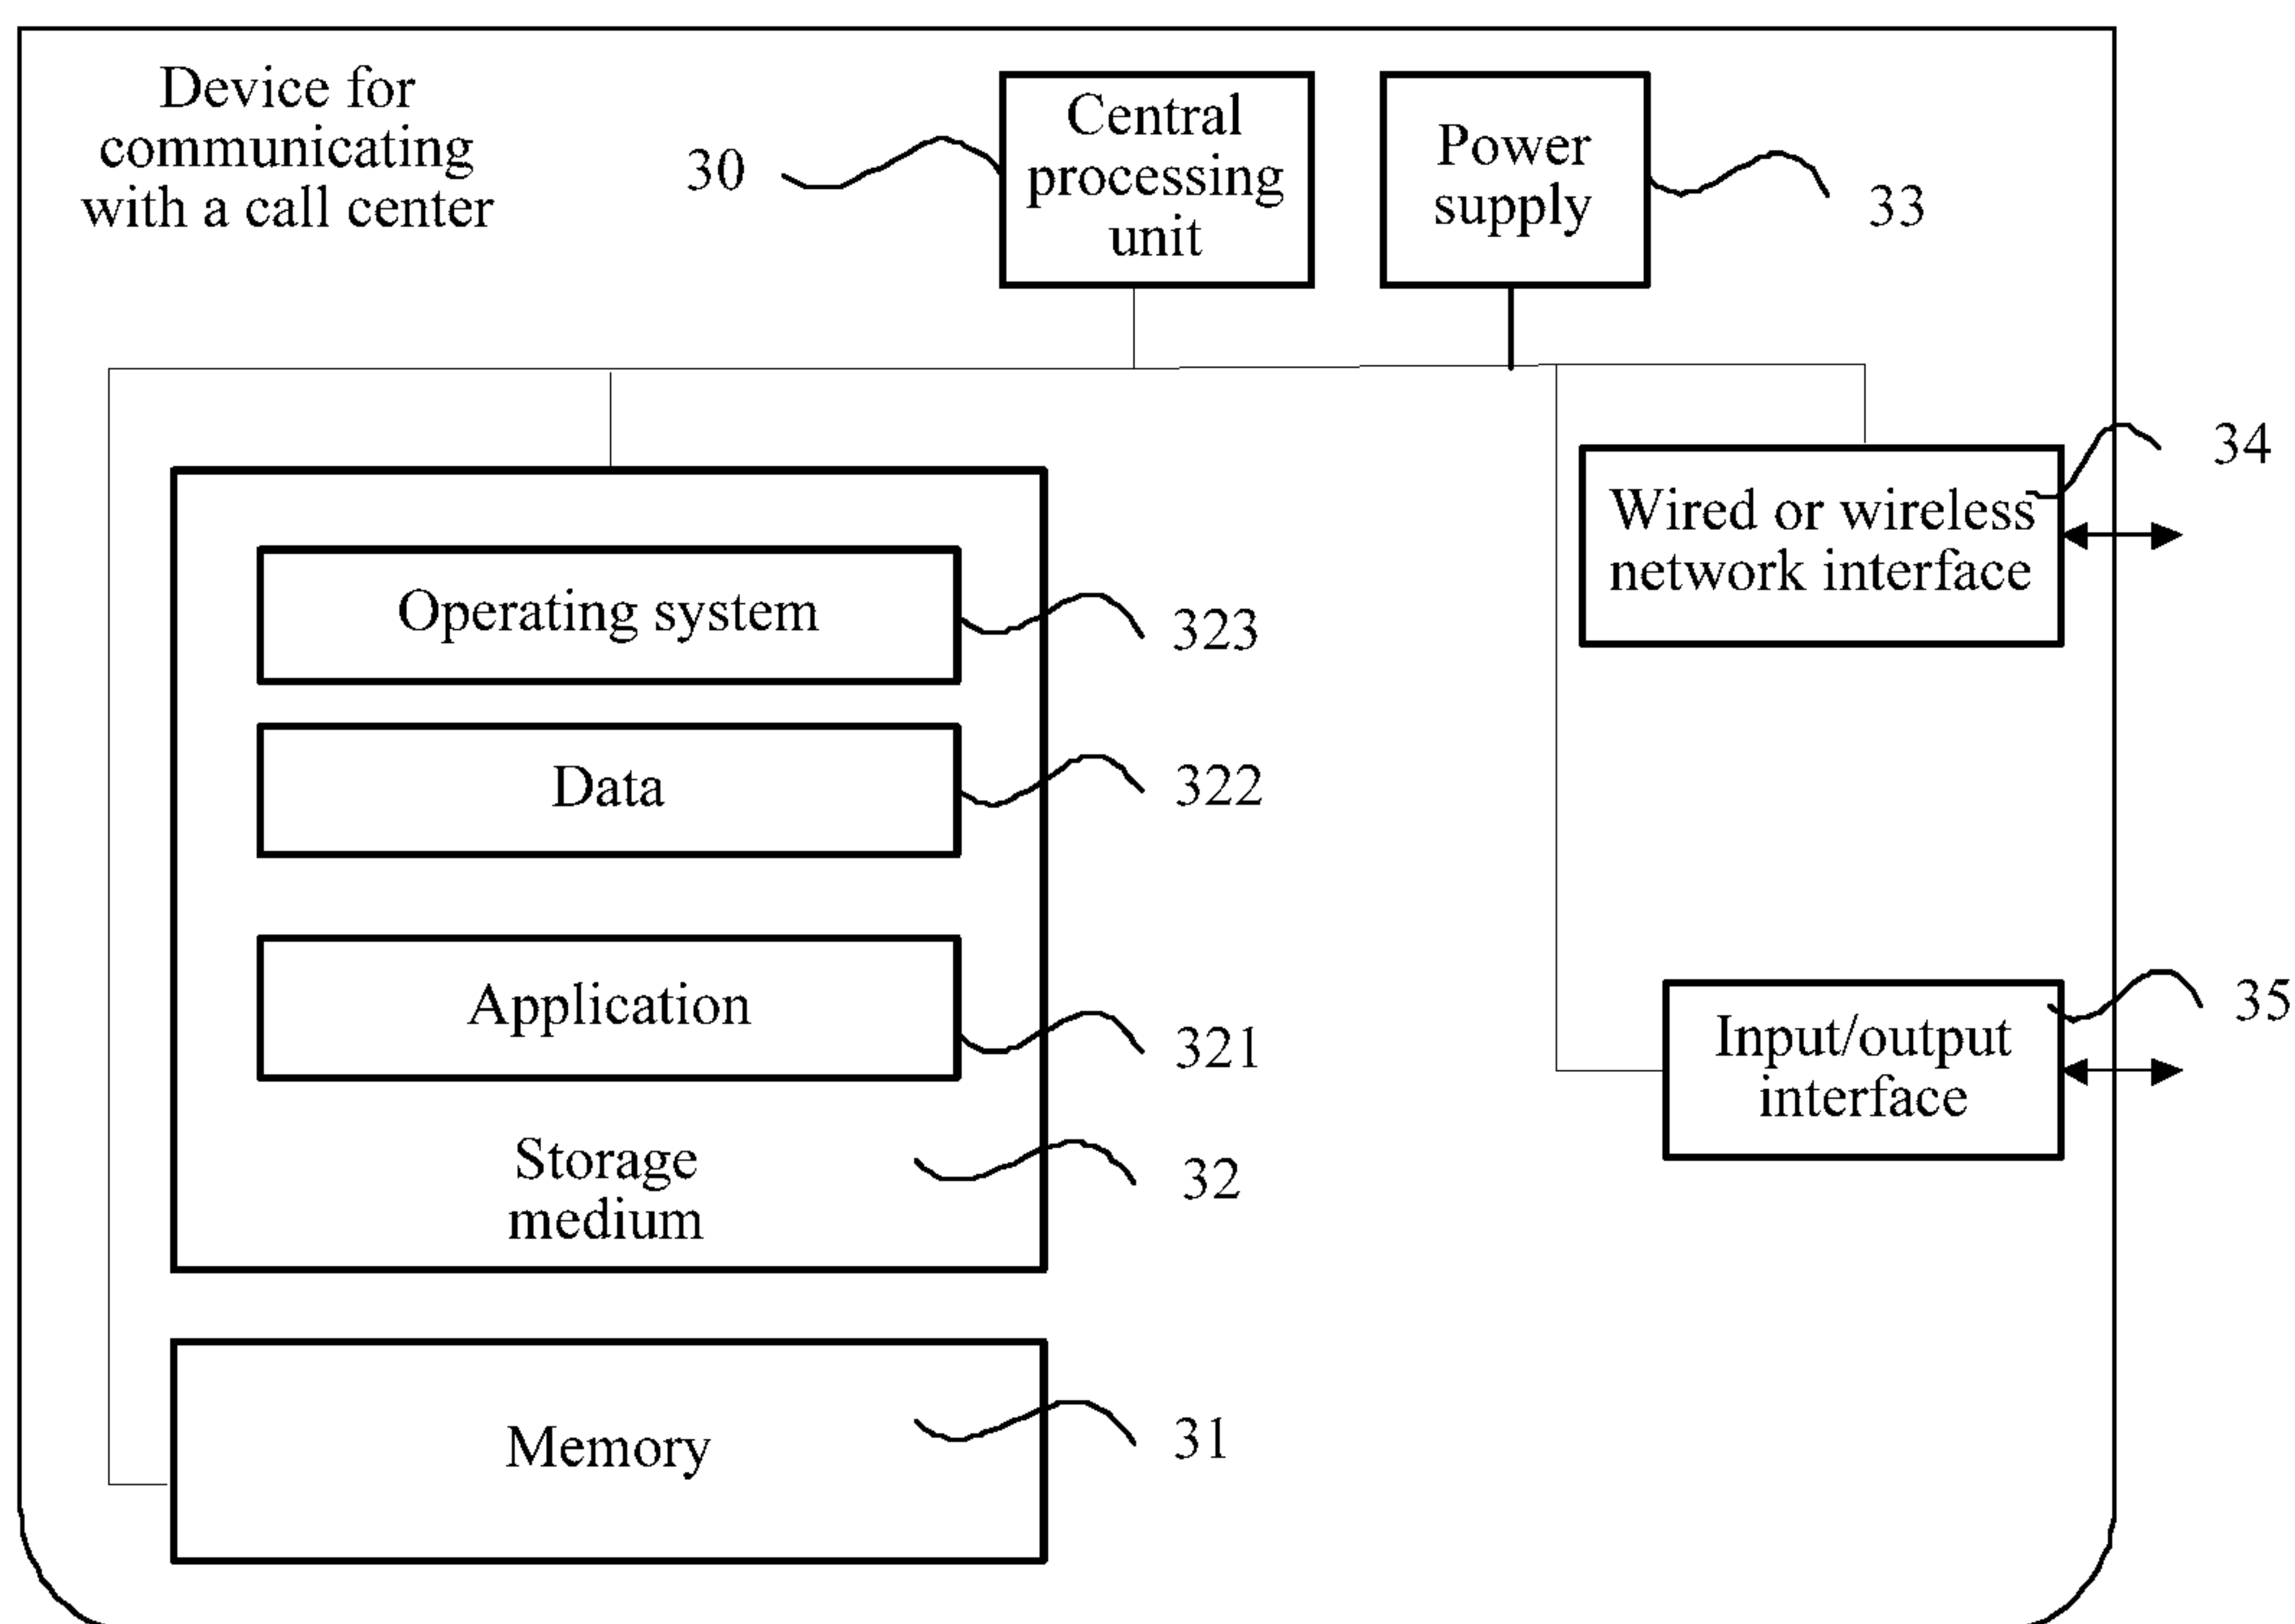 Device for
communicating
with a call center
30
Central
processing
unit
Power
supply
33
34
Wired or wireless
network interface
Operating system
323
Data
322
Application
321
35
Input/output
interface
Storage
medium
32
Memory
31